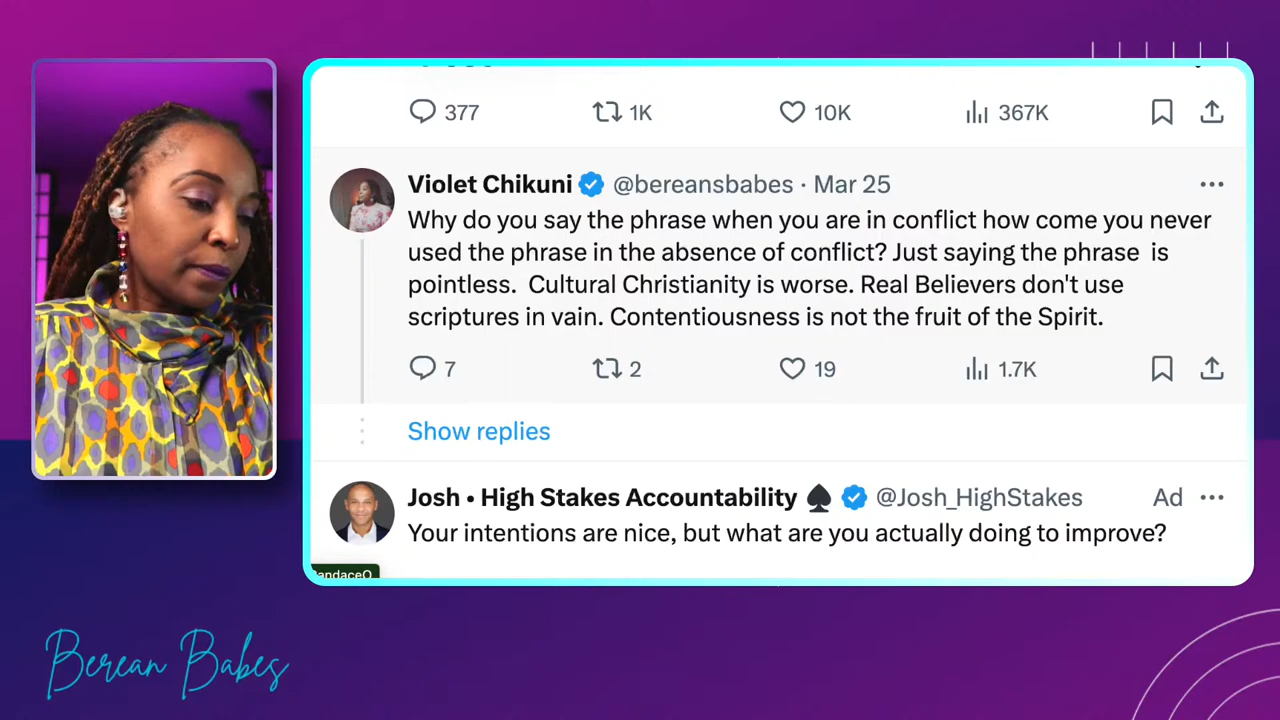 377 1K 10K 367K
Violet Chikuni @bereansbabes · Mar 25
Why do you say the phrase when you are in conflict how come you never
used the phrase in the absence of conflict? Just saying the phrase is
pointless. Cultural Christianity is worse. Real Believers don't use
scriptures in vain. Contentiousness is not the fruit of the Spirit.
7 2 19 1.7K
Show replies
Josh • High Stakes Accountability ♠ @Josh_HighStakes Ad
Your intentions are nice, but what are you actually doing to improve?
Berean Babes